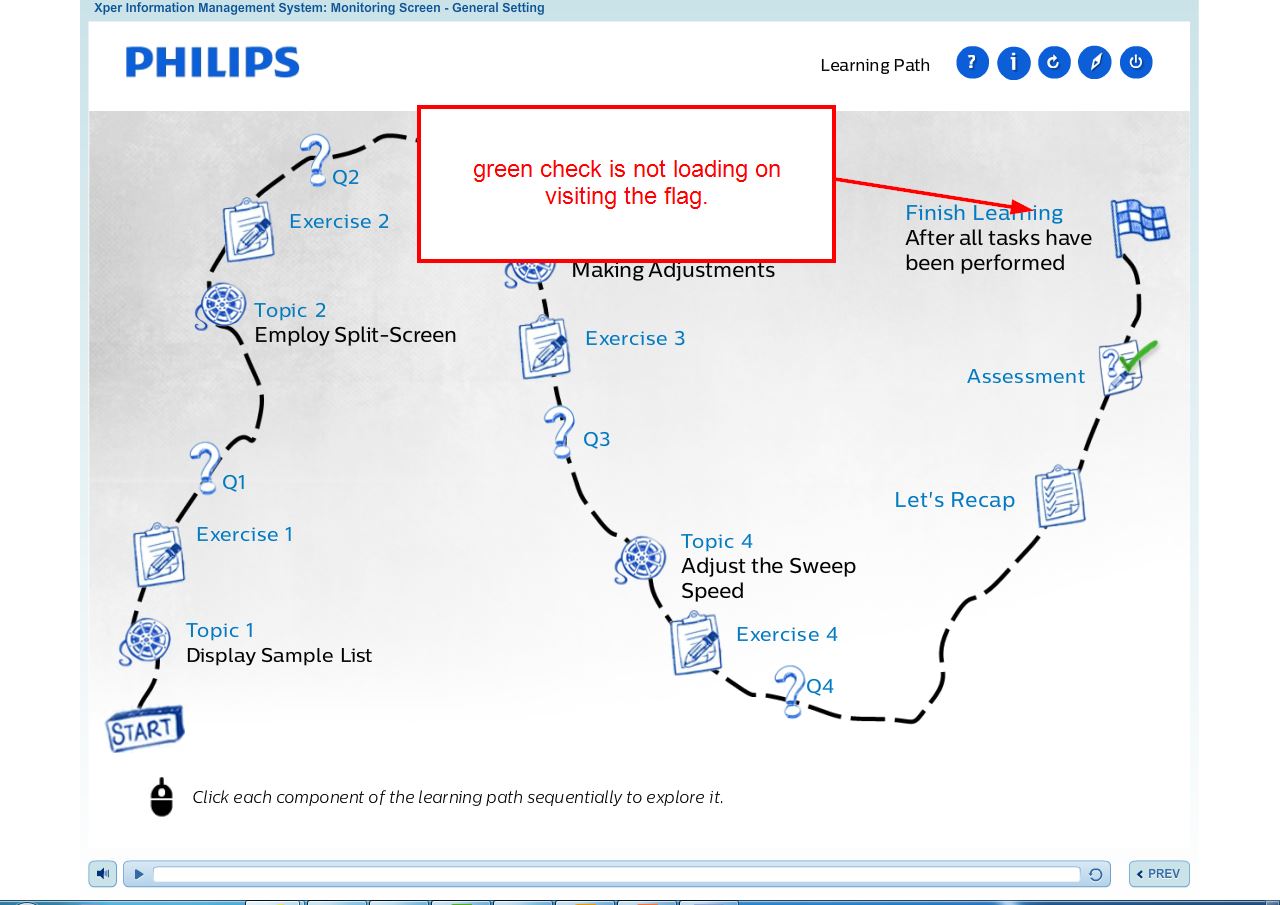 Xper Information Management System: Monitoring Screen - General Setting
PHILIPS
Learning Path
?
i
green check is not loading on
visiting the flag.
Q2
Exercise 2
Topic 2
Employ Split-Screen
Q1
Exercise 1
Topic 1
Display Sample List
START
Making Adjustments
Exercise 3
Q3
Topic 4
Adjust the Sweep
Speed
Exercise 4
Q4
Let's Recap
Assessment
Finish Learning
After all tasks have
been performed
Click each component of the learning path sequentially to explore it.
PREV